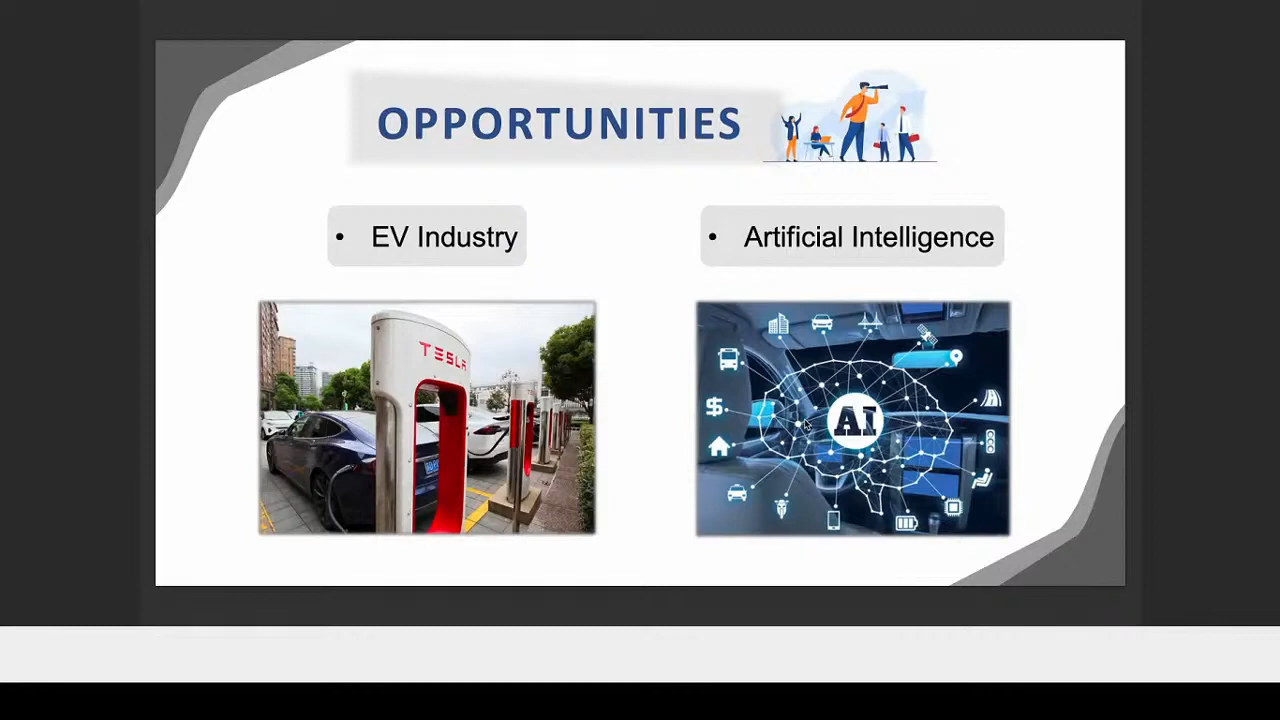 OPPORTUNITIES
• EV Industry
• Artificial Intelligence
TESLA
AI